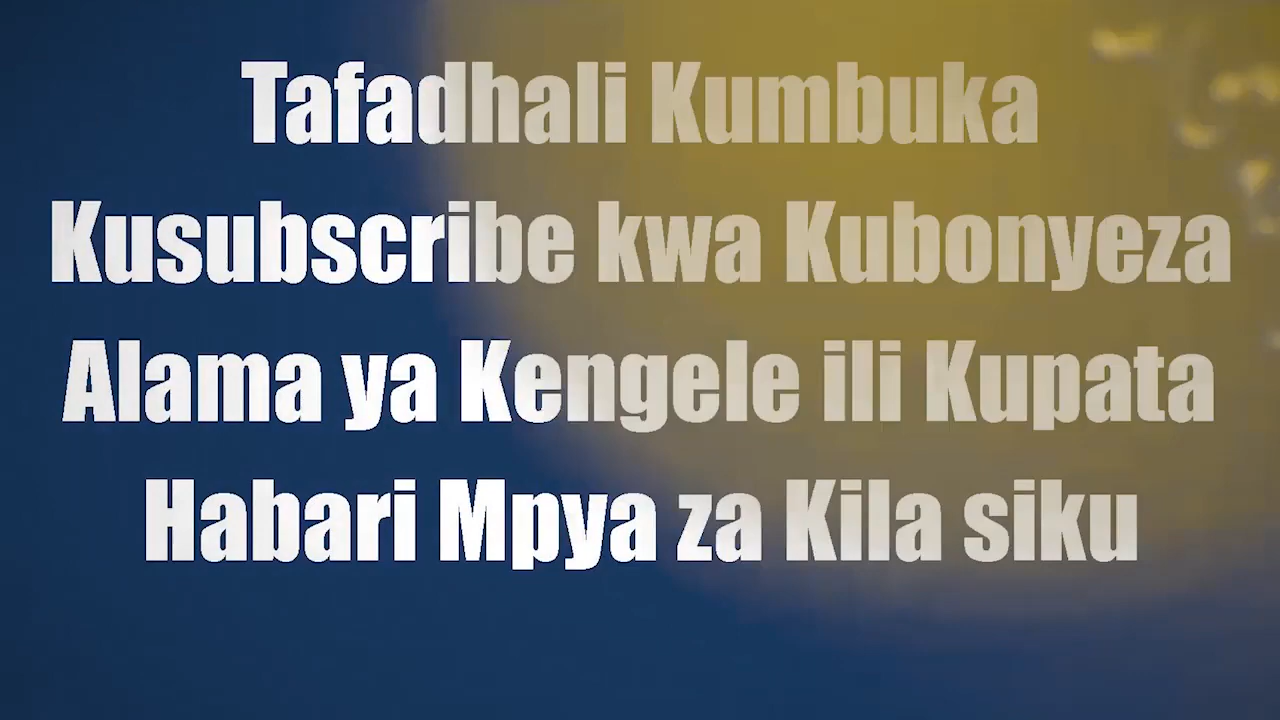 Tafadhali Kumbuka
Kusubscribe kwa Kubonyeza
Alama ya Kengele ili Kupata
Habari Mpya za Kila siku